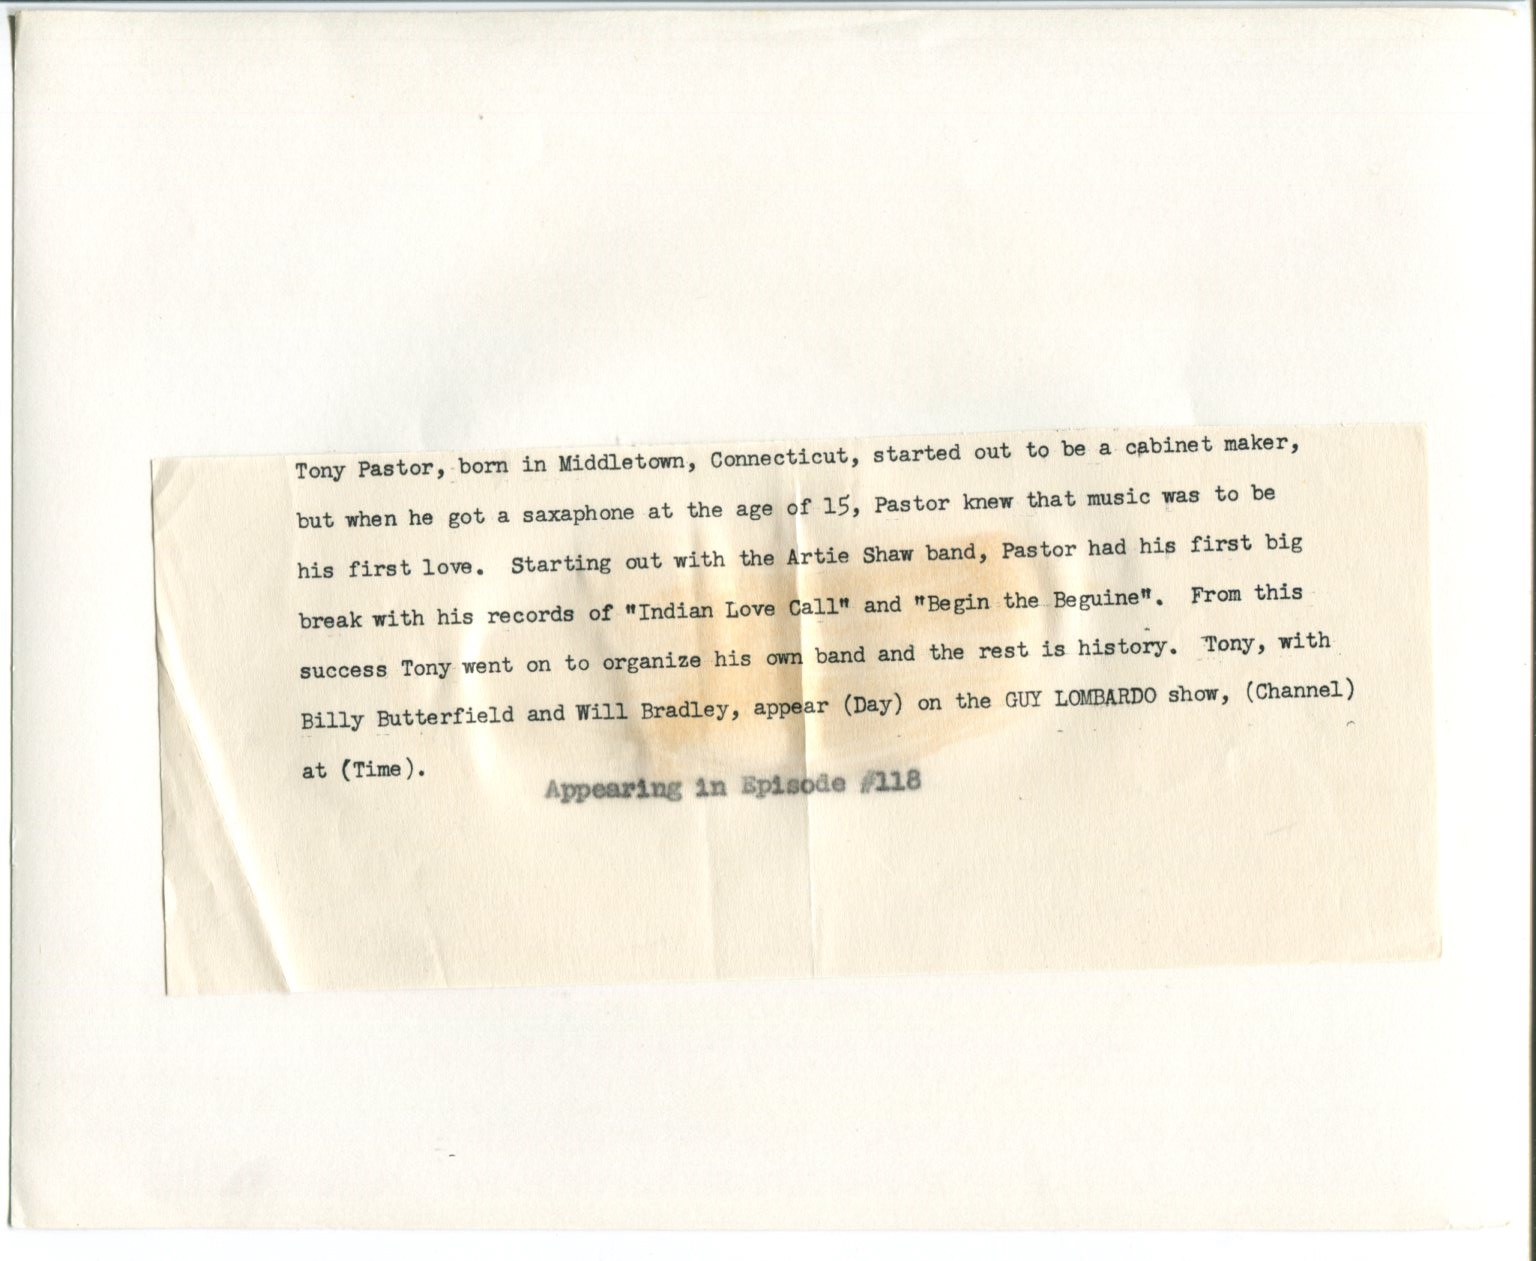 Tony Pastor, born in Middletown, Connecticut, started out to be a cabinet maker,
but when he got a saxaphone at the age of 15, Pastor knew that music was to be
his first love.  Starting out with the Artie Shaw band, Pastor had his first big
break with his records of "Indian Love Call" and "Begin the Beguine".  From this
success Tony went on to organize his own band and the rest is history.  Tony, with
Billy Butterfield and Will Bradley, appear (Day) on the GUY LOMBARDO show, (Channel)
at (Time).
Appearing in Episode #118